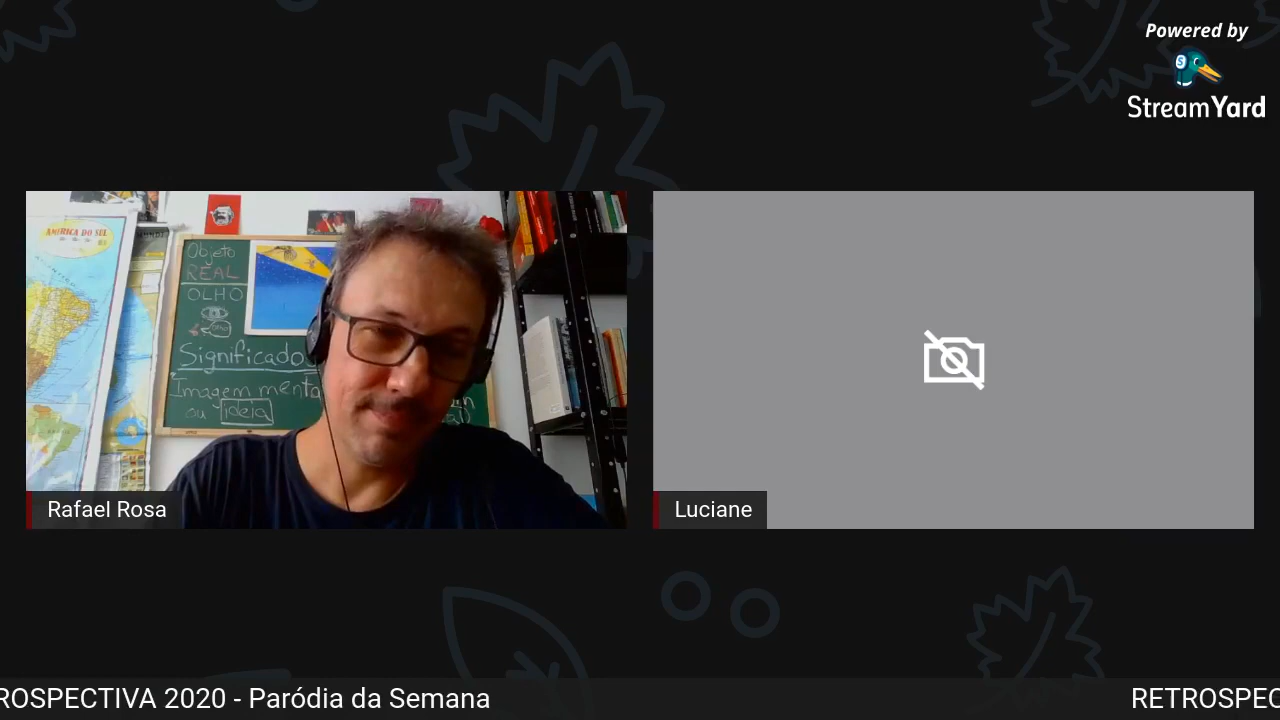 Powered by
StreamYard
AMÉRICA DO SUL
Objeto
REAL
OLHO
Significado
Imagem menta
ou ideia
Rafael Rosa
Luciane
ROSPECTIVA 2020 - Paródia da Semana
RETROSPEC